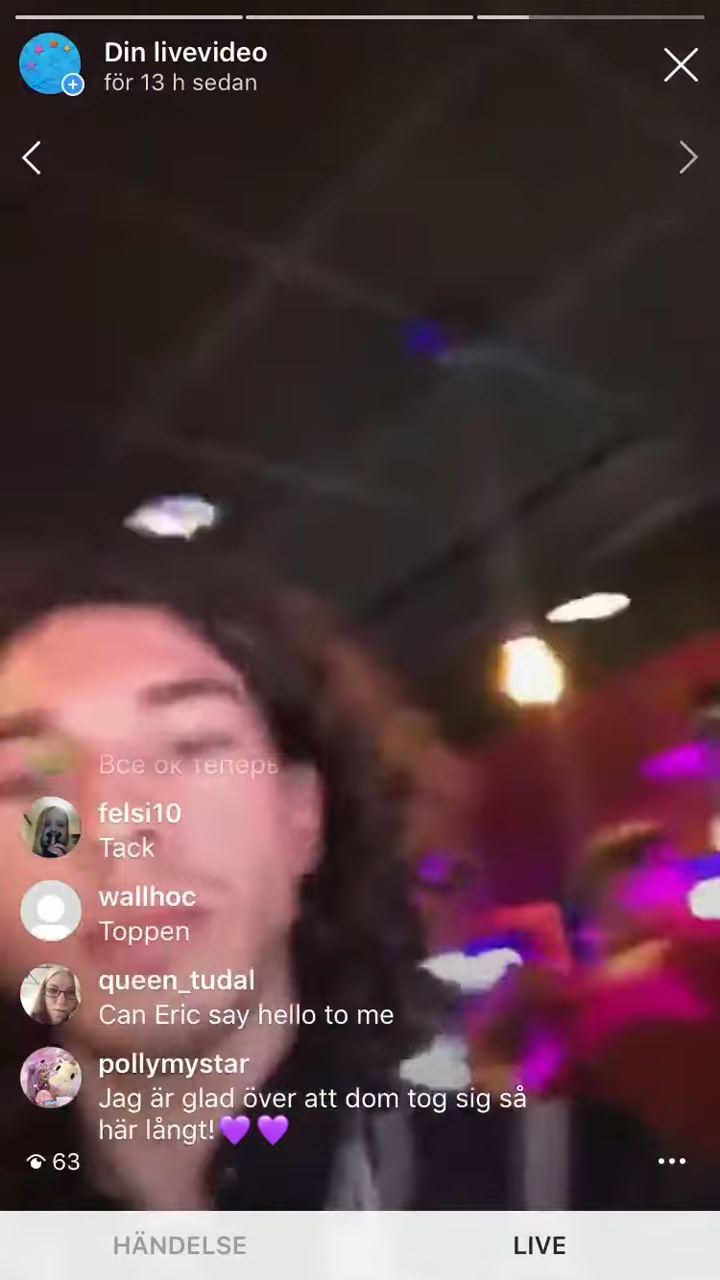 Din livevideo
för 13 h sedan
Все ок теперь
felsi10
Tack
wallhoc
Toppen
queen_tudal
Can Eric say hello to me
pollymystar
Jag är glad över att dom tog sig så
här långt!💜💜
63
HÄNDELSE
LIVE